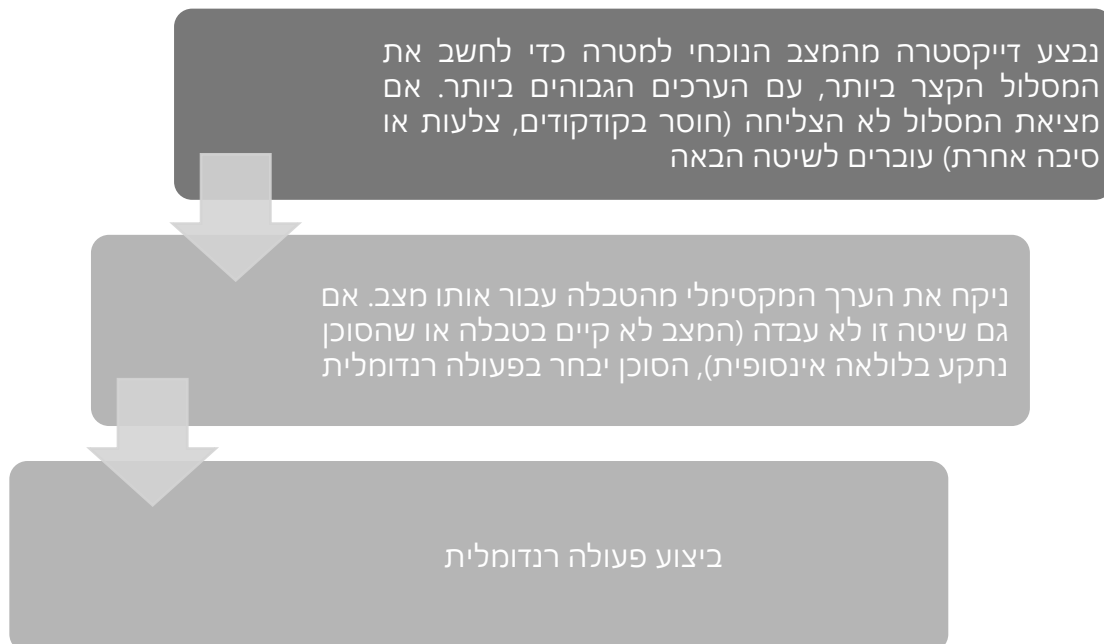 נבצע דייקסטרה מהמצב הנוכחי למטרה כדי לחשב את
המסלול הקצר ביותר, עם הערכים הגבוהים ביותר. אם
מציאת המסלול לא הצליחה (חוסר בקודקודים, צלעות או
סיבה אחרת) עוברים לשיטה הבאה
ניקח את הערך המקסימלי מהטבלה עבור אותו מצב. אם
גם שיטה זו לא עבדה (המצב לא קיים בטבלה או שהסוכן
נתקע בלולאה אינסופית), הסוכן יבחר בפעולה רנדומלית
ביצוע פעולה רנדומלית